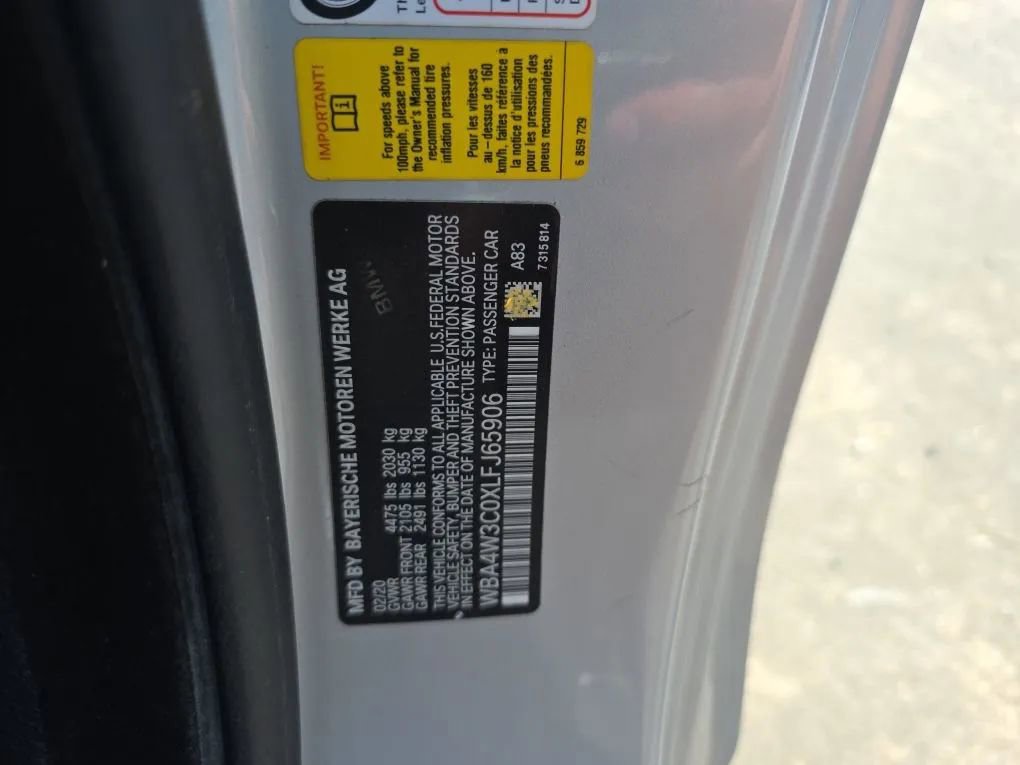 IMPORTANT!
For speeds above
100mph, please refer to
the Owner's Manual for
recommended tire
inflation pressures.
Pour les vitesses
au-dessus de 160
km/h, faites référence à
la notice d'utilisation
pour les pressions des
pneus recommandées.
6 859 729
MFD BY BAYERISCHE MOTOREN WERKE AG
BMW
02/20
GVWR 4475 lbs 2030 kg
GAWR FRONT 2105 lbs 955 kg
GAWR REAR 2491 lbs 1130 kg
THIS VEHICLE CONFORMS TO ALL APPLICABLE U.S.FEDERAL MOTOR
VEHICLE SAFETY, BUMPER AND THEFT PREVENTION STANDARDS
IN EFFECT ON THE DATE OF MANUFACTURE SHOWN ABOVE.
WBA4W3C0XLFJ65906 TYPE: PASSENGER CAR
A83
7 315 814